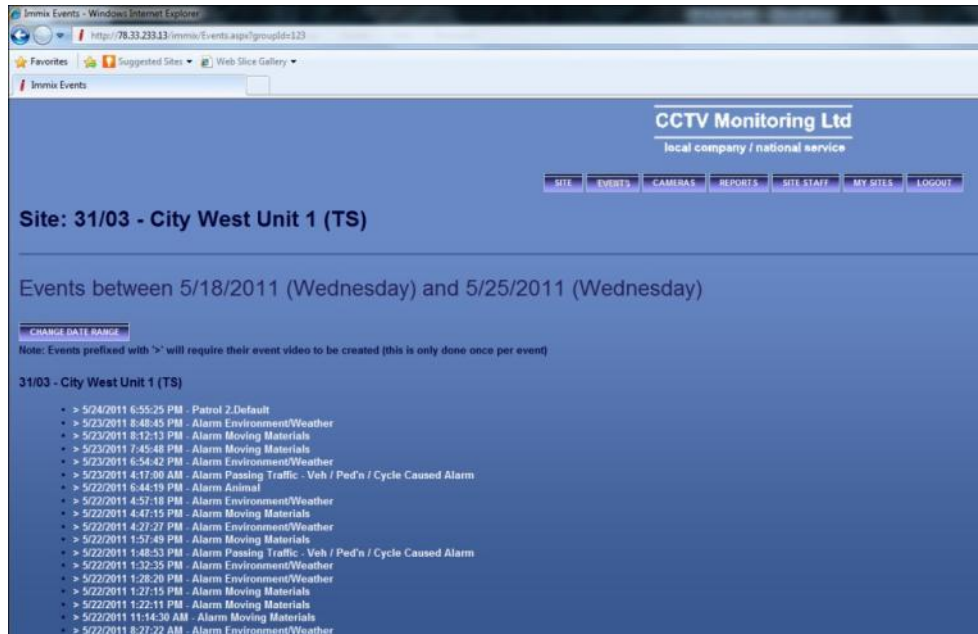 Immix Events - Windows Internet Explorer
http://78.33.233.13/immix/Events.aspx?groupId=123
Favorites Suggested Sites Web Slice Gallery
Immix Events
CCTV Monitoring Ltd
local company / national service
SITE EVENTS CAMERAS REPORTS SITE STAFF MY SITES LOGOUT
Site: 31/03 - City West Unit 1 (TS)
Events between 5/18/2011 (Wednesday) and 5/25/2011 (Wednesday)
CHANGE DATE RANGE
Note: Events prefixed with '>' will require their event video to be created (this is only done once per event)
31/03 - City West Unit 1 (TS)
> 5/24/2011 6:55:25 PM - Patrol 2.Default
> 5/23/2011 8:48:45 PM - Alarm Environment/Weather
> 5/23/2011 8:12:13 PM - Alarm Moving Materials
> 5/23/2011 7:45:48 PM - Alarm Moving Materials
> 5/23/2011 6:54:42 PM - Alarm Environment/Weather
> 5/23/2011 4:17:00 AM - Alarm Passing Traffic - Veh / Ped'n / Cycle Caused Alarm
> 5/22/2011 6:44:19 PM - Alarm Animal
> 5/22/2011 4:57:18 PM - Alarm Environment/Weather
> 5/22/2011 4:47:15 PM - Alarm Moving Materials
> 5/22/2011 4:27:27 PM - Alarm Environment/Weather
> 5/22/2011 1:57:49 PM - Alarm Moving Materials
> 5/22/2011 1:48:53 PM - Alarm Passing Traffic - Veh / Ped'n / Cycle Caused Alarm
> 5/22/2011 1:32:35 PM - Alarm Environment/Weather
> 5/22/2011 1:28:20 PM - Alarm Environment/Weather
> 5/22/2011 1:27:15 PM - Alarm Moving Materials
> 5/22/2011 1:22:11 PM - Alarm Moving Materials
> 5/22/2011 11:14:30 AM - Alarm Moving Materials
> 5/22/2011 8:27:22 AM - Alarm Environment/Weather